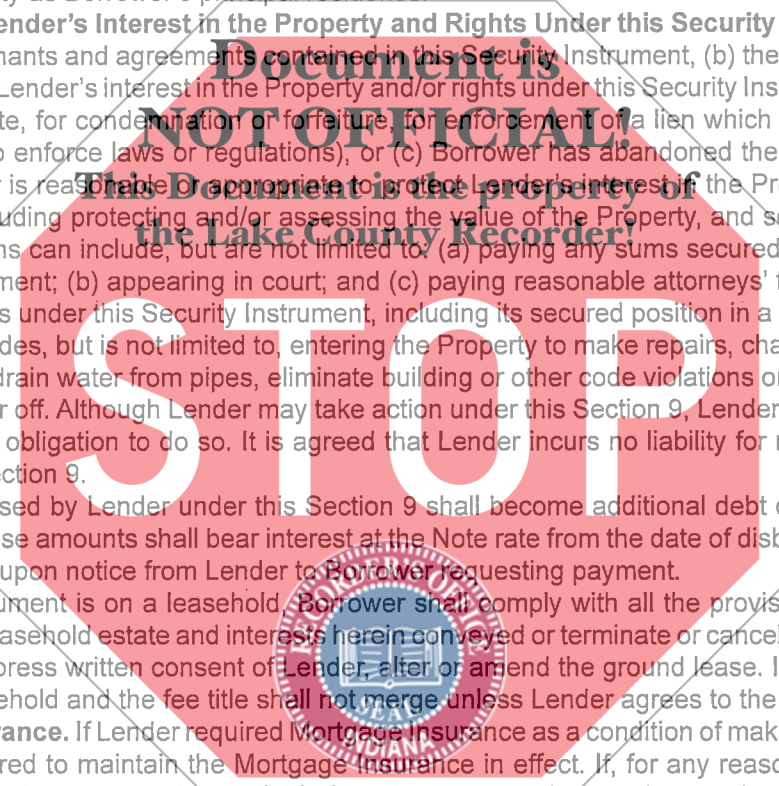 ender's Interest in the Property and Rights Under this Security
nants and agreements contained in this Security Instrument, (b) the
Lender's interest in the Property and/or rights under this Security Ins
te, for condemnation or forfeiture, for enforcement of a lien which
o enforce laws or regulations), or (c) Borrower has abandoned the
r is reasonable or appropriate to protect Lender's interest in the Pr
uding protecting and/or assessing the value of the Property, and s
ns can include, but are not limited to: (a) paying any sums secured
ment; (b) appearing in court; and (c) paying reasonable attorneys' f
s under this Security Instrument, including its secured position in a
des, but is not limited to, entering the Property to make repairs, cha
drain water from pipes, eliminate building or other code violations or
r off. Although Lender may take action under this Section 9, Lender
obligation to do so. It is agreed that Lender incurs no liability for
ction 9.
sed by Lender under this Section 9 shall become additional debt
se amounts shall bear interest at the Note rate from the date of disb
upon notice from Lender to Borrower requesting payment.
ument is on a leasehold, Borrower shall comply with all the provis
easehold estate and interests herein conveyed or terminate or cancel
press written consent of Lender, alter or amend the ground lease. I
ehold and the fee title shall not merge unless Lender agrees to the
rance. If Lender required Mortgage Insurance as a condition of mak
red to maintain the Mortgage Insurance in effect. If, for any reaso
Document is
NOT OFFICIAL!
This Document is the property of
the Lake County Recorder!
STOP
RECORDER'S OFFICE
SEAL
INDIANA